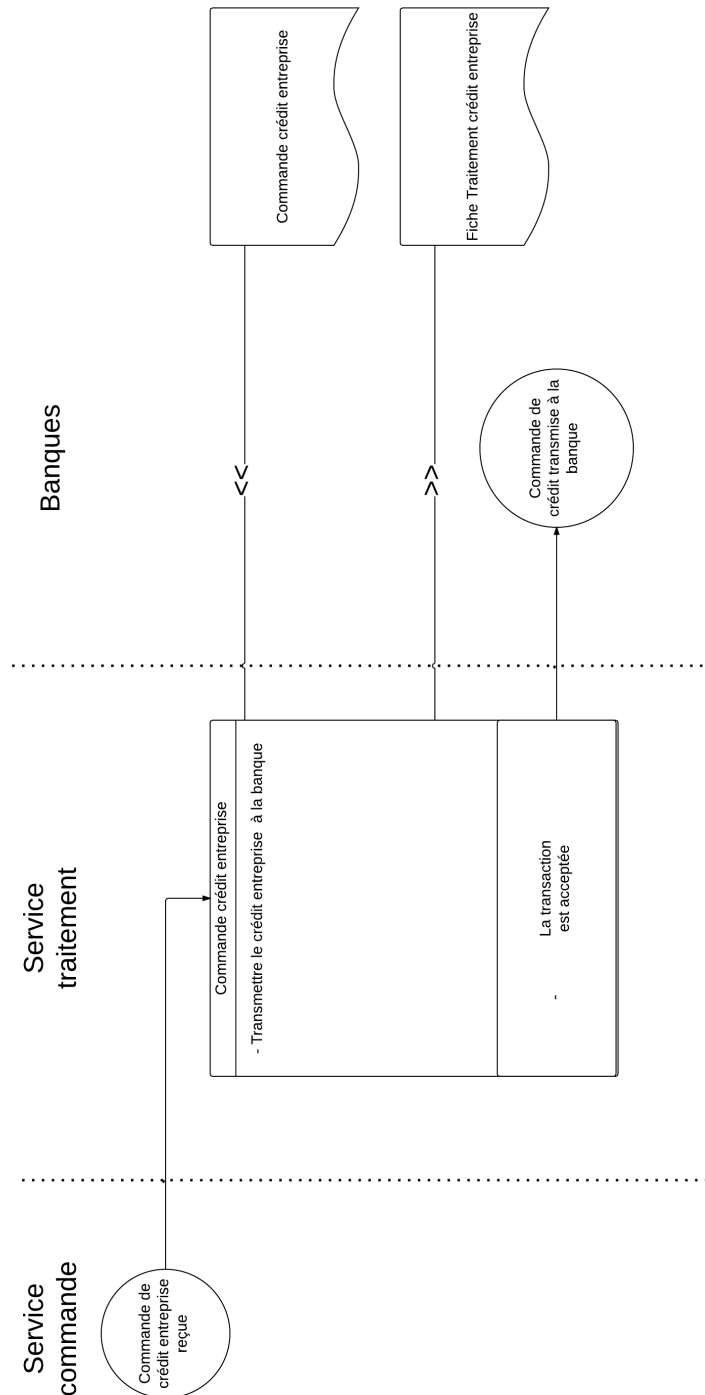 Service
commande
Service
traitement
Banques
Commande de
crédit entreprise
reçue
Commande crédit entreprise
- Transmettre le crédit entreprise à la banque
-
La transaction
est acceptée
<<
Commande crédit entreprise
>>
Fiche Traitement crédit entreprise
Commande de
crédit transmise à la
banque